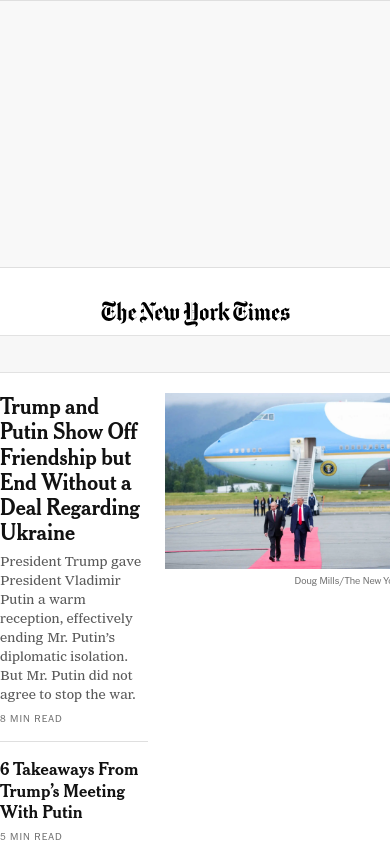 The New York Times
Trump and
Putin Show Off
Friendship but
End Without a
Deal Regarding
Ukraine
President Trump gave
President Vladimir
Putin a warm
reception, effectively
ending Mr. Putin's
diplomatic isolation.
But Mr. Putin did not
agree to stop the war.
8 MIN READ
Doug Mills/The New Yo
6 Takeaways From
Trump's Meeting
With Putin
5 MIN READ